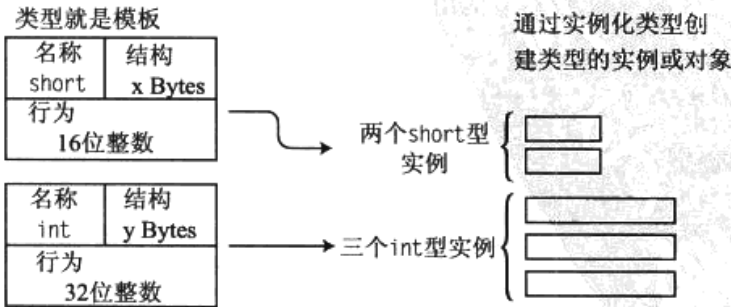 类型就是模板
通过实例化类型创
建类型的实例或对象
名称 结构
short x Bytes
行为
16位整数
两个short型
实例
名称 结构
int y Bytes
行为
32位整数
三个int型实例